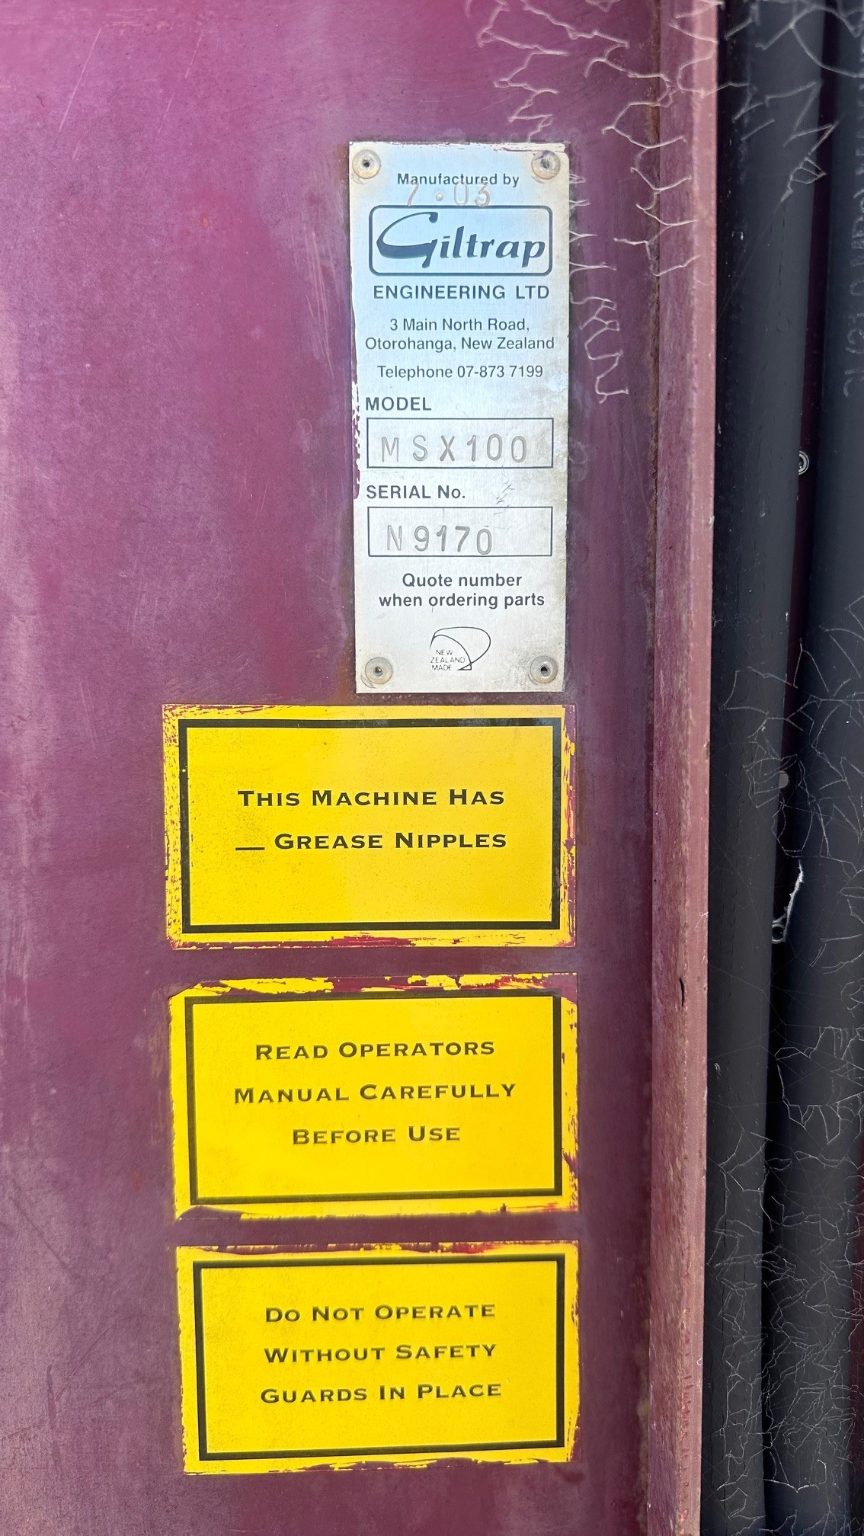 Manufactured by
7·03
Giltrap
ENGINEERING LTD
3 Main North Road,
Otorohanga, New Zealand
Telephone 07-873 7199
MODEL
MSX100
SERIAL No.
N9170
Quote number
when ordering parts
NEW
ZEALAND
MADE
THIS MACHINE HAS
__ GREASE NIPPLES
READ OPERATORS
MANUAL CAREFULLY
BEFORE USE
DO NOT OPERATE
WITHOUT SAFETY
GUARDS IN PLACE